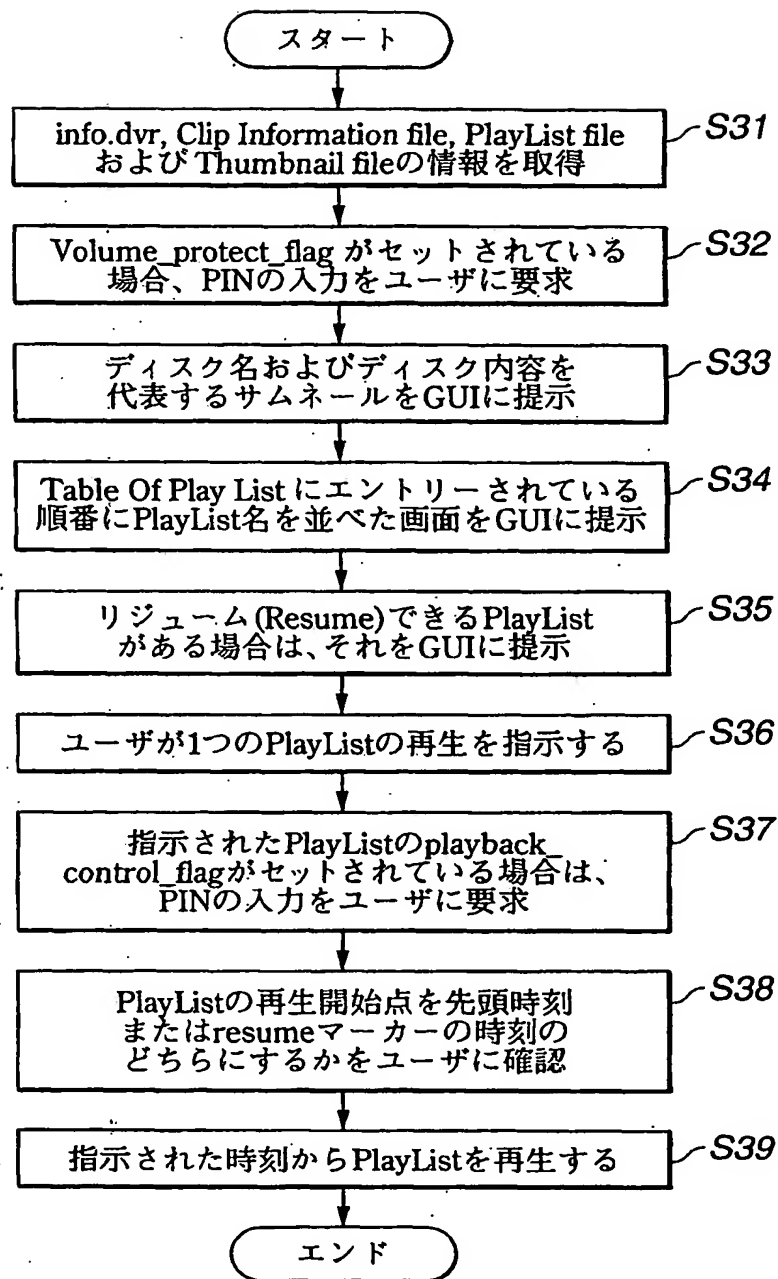 スタート
info.dvr, Clip Information file, PlayList file
およびThumbnail fileの情報を取得
S31
Volume_protect_flag がセットされている
場合、PINの入力をユーザに要求
S32
ディスク名およびディスク内容を
代表するサムネールをGUIに提示
S33
Table Of Play List にエントリーされている
順番にPlayList名を並べた画面をGUIに提示
S34
リジューム(Resume)できるPlayList
がある場合は、それをGUIに提示
S35
ユーザが1つのPlayListの再生を指示する
S36
指示されたPlayListのplayback_
control_flagがセットされている場合は、
PINの入力をユーザに要求
S37
PlayListの再生開始点を先頭時刻
またはresumeマーカーの時刻の
どちらにするかをユーザに確認
S38
指示された時刻からPlayListを再生する
S39
エンド